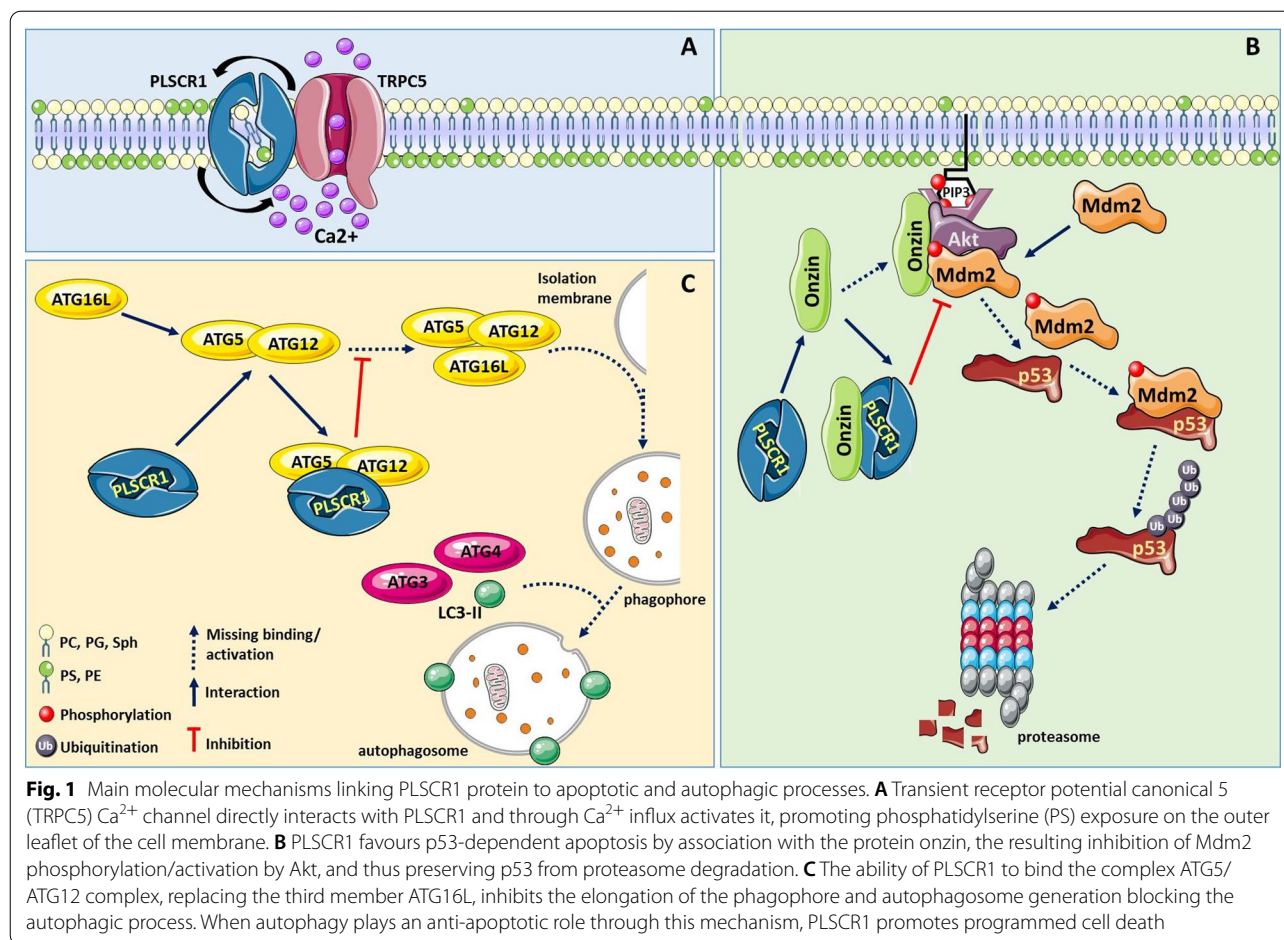 A
PLSCR1
TRPC5
Ca2+
B
PIP3
Akt
Onzin
Mdm2
Mdm2
Onzin
Mdm2
p53
Onzin
PLSCR1
PLSCR1
Mdm2
p53
Ub
Ub
Ub
Ub
p53
proteasome
C
ATG16L
ATG5
ATG12
ATG5
ATG12
ATG16L
Isolation
membrane
PLSCR1
ATG5
ATG12
PLSCR1
ATG4
ATG3
LC3-II
phagophore
autophagosome
PC, PG, Sph
PS, PE
Phosphorylation
Ub Ubiquitination
Missing binding/
activation
Interaction
Inhibition
Fig. 1 Main molecular mechanisms linking PLSCR1 protein to apoptotic and autophagic processes. A Transient receptor potential canonical 5
(TRPC5) Ca2+ channel directly interacts with PLSCR1 and through Ca2+ influx activates it, promoting phosphatidylserine (PS) exposure on the outer
leaflet of the cell membrane. B PLSCR1 favours p53-dependent apoptosis by association with the protein onzin, the resulting inhibition of Mdm2
phosphorylation/activation by Akt, and thus preserving p53 from proteasome degradation. C The ability of PLSCR1 to bind the complex ATG5/
ATG12 complex, replacing the third member ATG16L, inhibits the elongation of the phagophore and autophagosome generation blocking the
autophagic process. When autophagy plays an anti-apoptotic role through this mechanism, PLSCR1 promotes programmed cell death